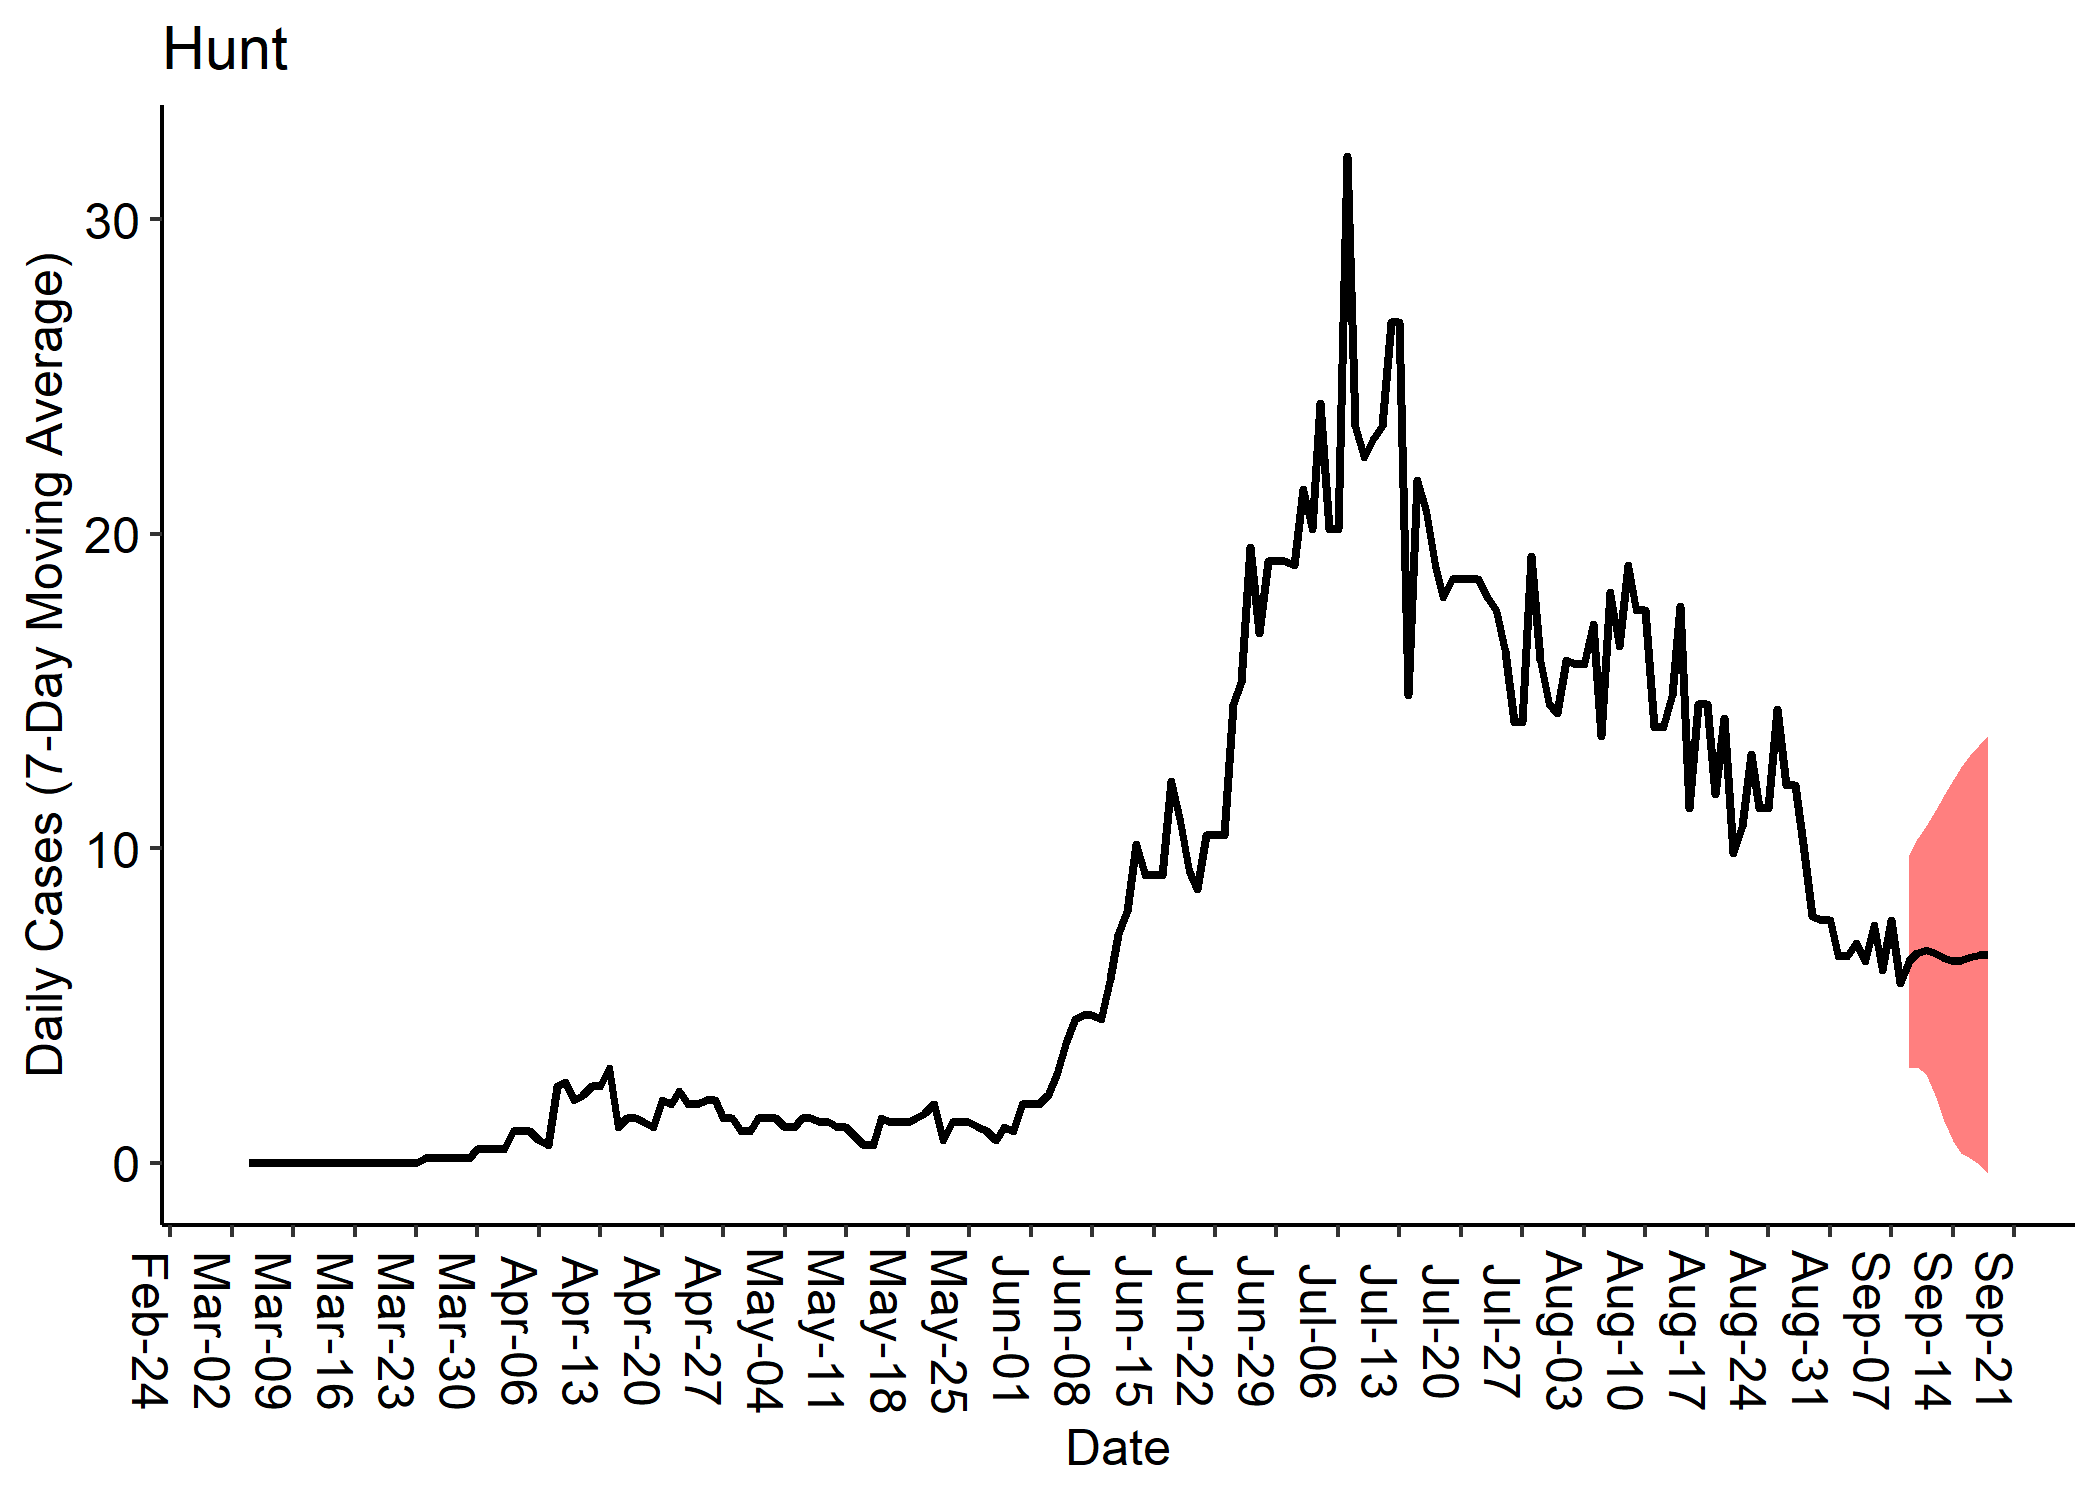 Hunt
Daily Cases (7-Day Moving Average)
30
20
10
0
Feb-24
Mar-02
Mar-09
Mar-16
Mar-23
Mar-30
Apr-06
Apr-13
Apr-20
Apr-27
May-04
May-11
May-18
May-25
Jun-01
Jun-08
Jun-15
Jun-22
Jun-29
Jul-06
Jul-13
Jul-20
Jul-27
Aug-03
Aug-10
Aug-17
Aug-24
Aug-31
Sep-07
Sep-14
Sep-21
Date